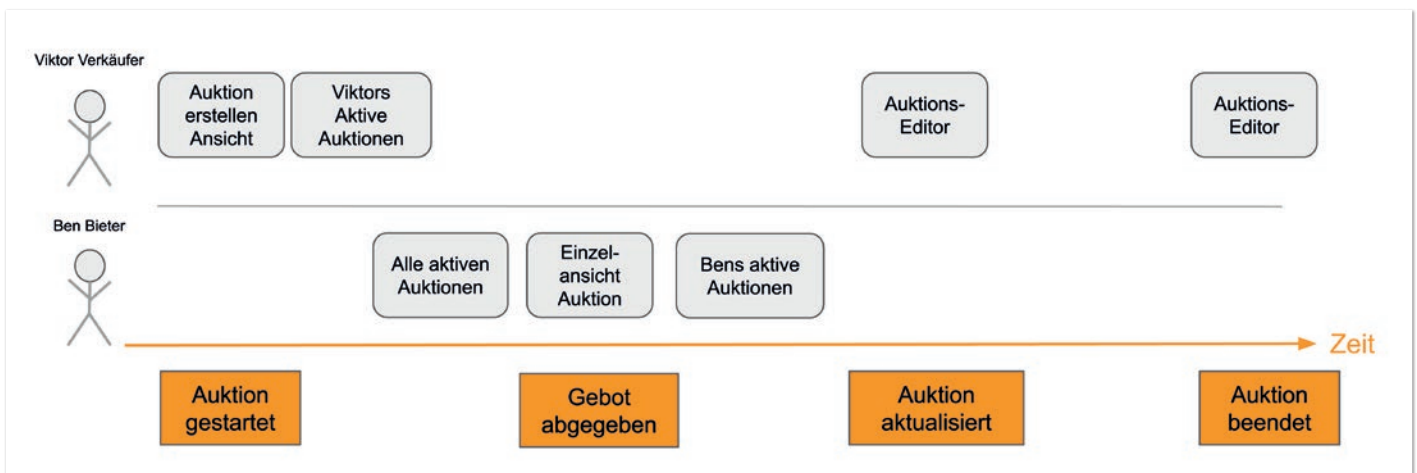 Viktor Verkäufer
Auktion
erstellen
Ansicht
Viktors
Aktive
Auktionen
Auktions-
Editor
Auktions-
Editor
Ben Bieter
Alle aktiven
Auktionen
Einzel-
ansicht
Auktion
Bens aktive
Auktionen
Zeit
Auktion
gestartet
Gebot
abgegeben
Auktion
aktualisiert
Auktion
beendet